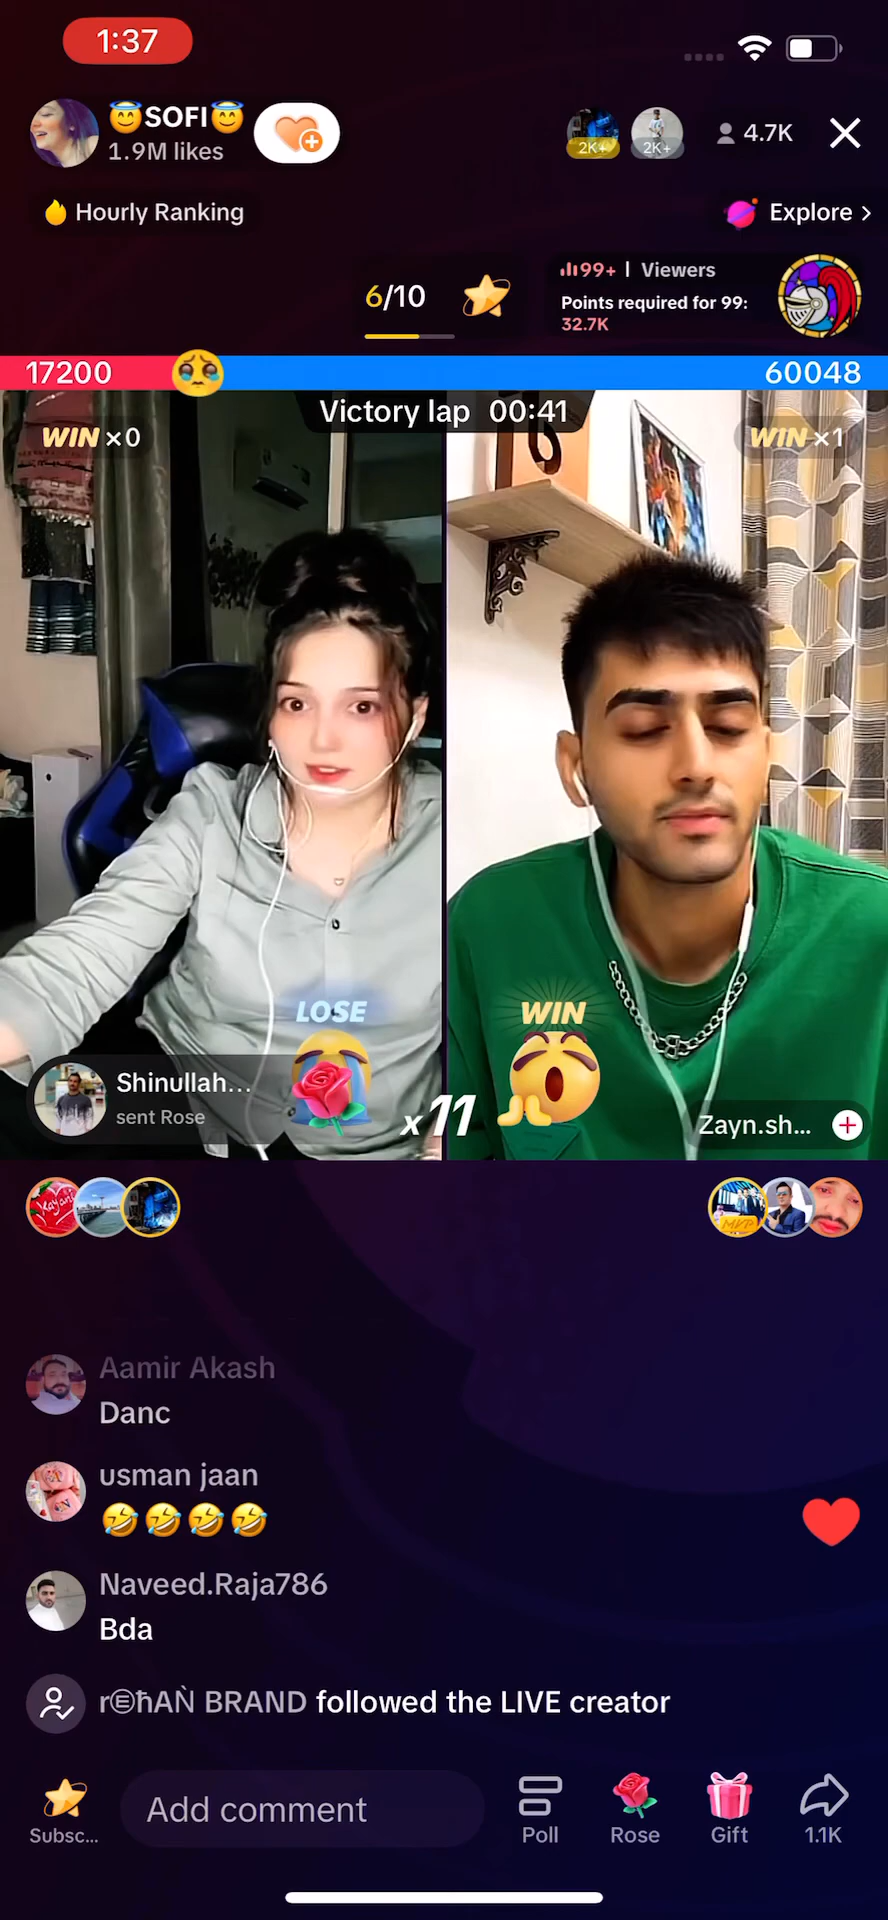 1:37
😇SOFI😇
1.9M likes
2K+
2K+
4.7K
Hourly Ranking
Explore >
6/10
99+ | Viewers
Points required for 99:
32.7K
17200
60048
Victory lap 00:41
WIN ×0
WIN ×1
LOSE
WIN
Shinullah...
sent Rose
x11
Zayn.sh...
Kayani
MVP
Aamir Akash
Danc
usman jaan
🤣🤣🤣🤣
Naveed.Raja786
Bda
rⒺħAǸ BRAND followed the LIVE creator
Subsc...
Add comment
Poll
Rose
Gift
1.1K